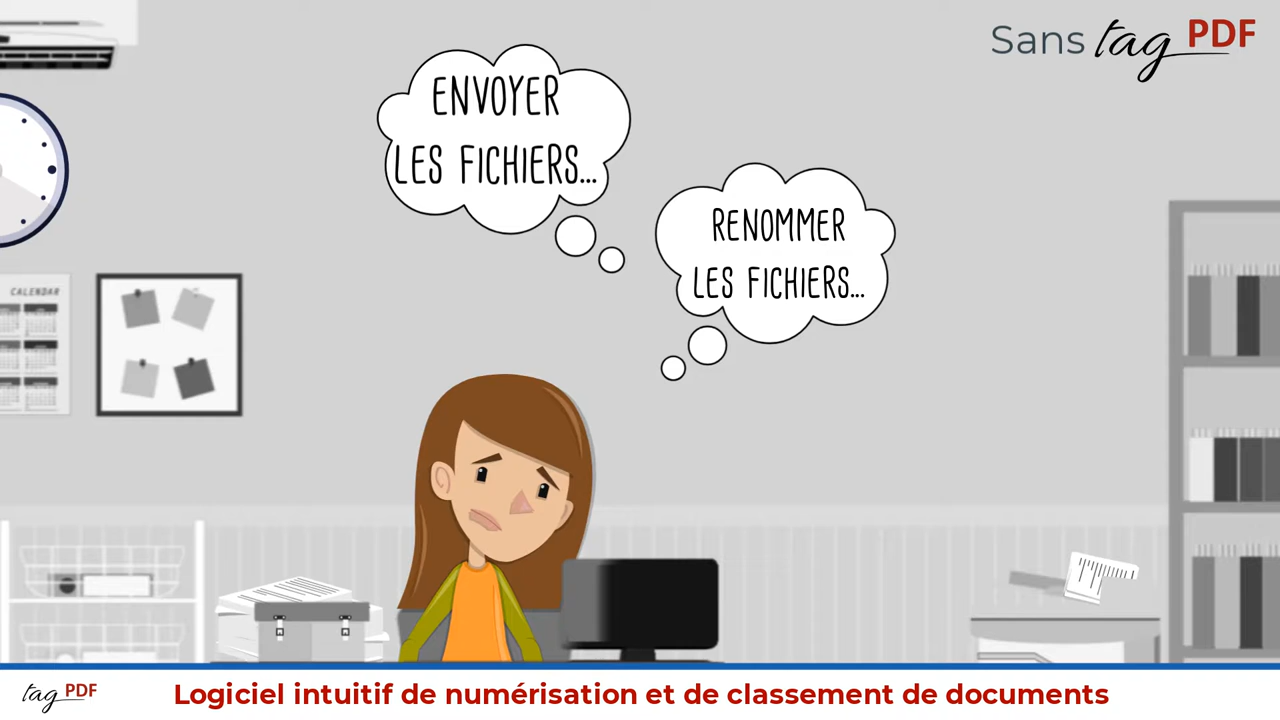 Sans tag PDF
ENVOYER
LES FICHIERS...
RENOMMER
LES FICHIERS...
CALENDAR
tag PDF
Logiciel intuitif de numérisation et de classement de documents